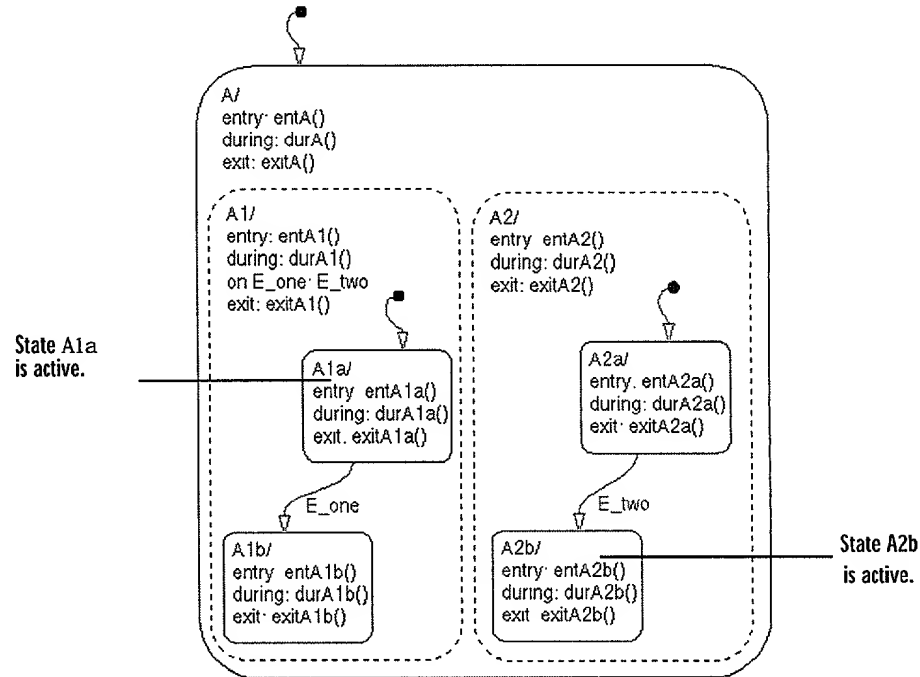 A/
entry· entA()
during: durA()
exit: exitA()
A1/
entry: entA1()
during: durA1()
on E_one· E_two
exit: exitA1()
A2/
entry entA2()
during: durA2()
exit: exitA2()
State A1a
is active.
A1a/
entry entA1a()
during: durA1a()
exit. exitA1a()
A2a/
entry. entA2a()
during: durA2a()
exit· exitA2a()
E_one
E_two
A1b/
entry entA1b()
during: durA1b()
exit· exitA1b()
A2b/
entry· entA2b()
during: durA2b()
exit exitA2b()
State A2b
is active.